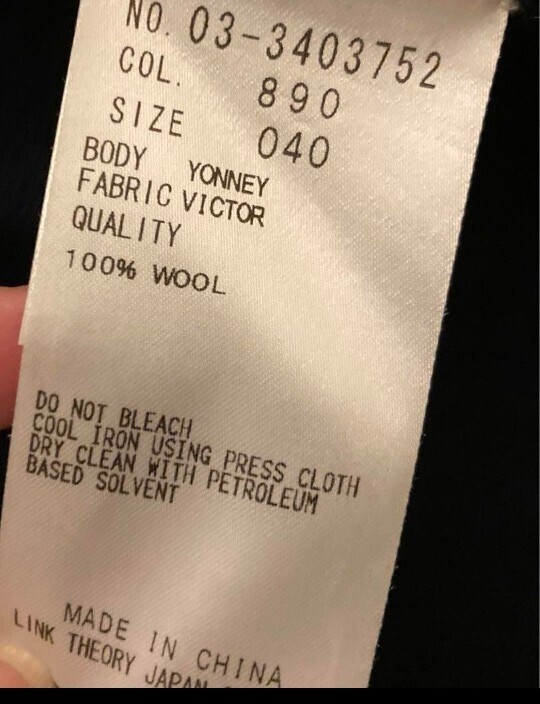 NO. 03-3403752
COL. 890
SIZE 040
BODY YONNEY
FABRIC VICTOR
QUALITY
100% WOOL
DO NOT BLEACH
COOL IRON USING PRESS CLOTH
DRY CLEAN WITH PETROLEUM
BASED SOLVENT
MADE IN CHINA
LINK THEORY JAPAN